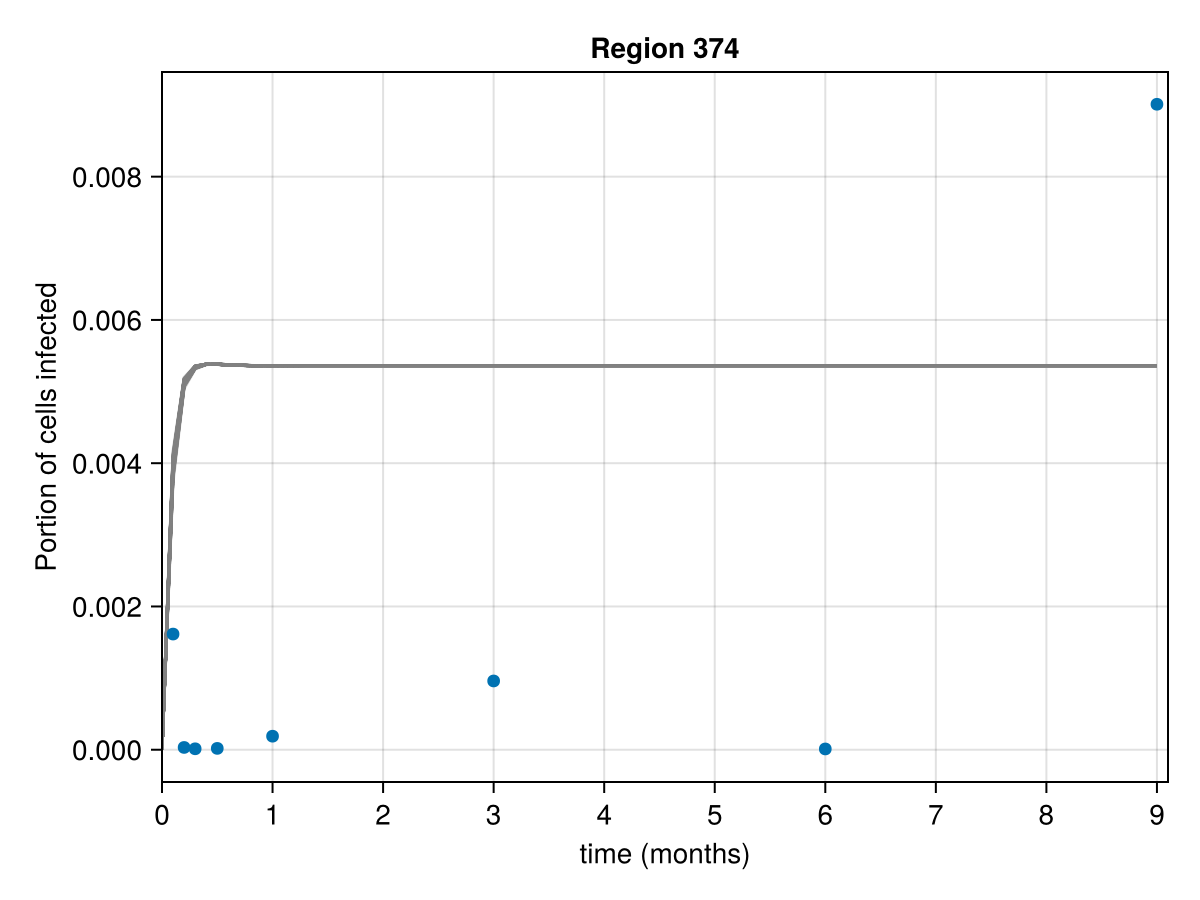 Region 374
Portion of cells infected
0.008
0.006
0.004
0.002
0.000
0 1 2 3 4 5 6 7 8 9
time (months)